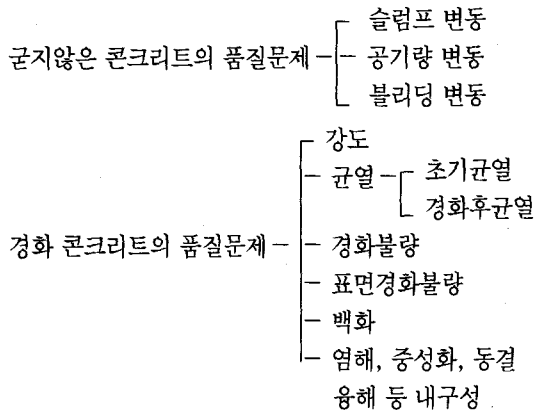 슬럼프 변동
굳지않은 콘크리트의 품질문제
공기량 변동
블리딩 변동
강도
균열
초기균열
경화후균열
경화 콘크리트의 품질문제
경화불량
표면경화불량
백화
염해, 중성화, 동결
융해 등 내구성